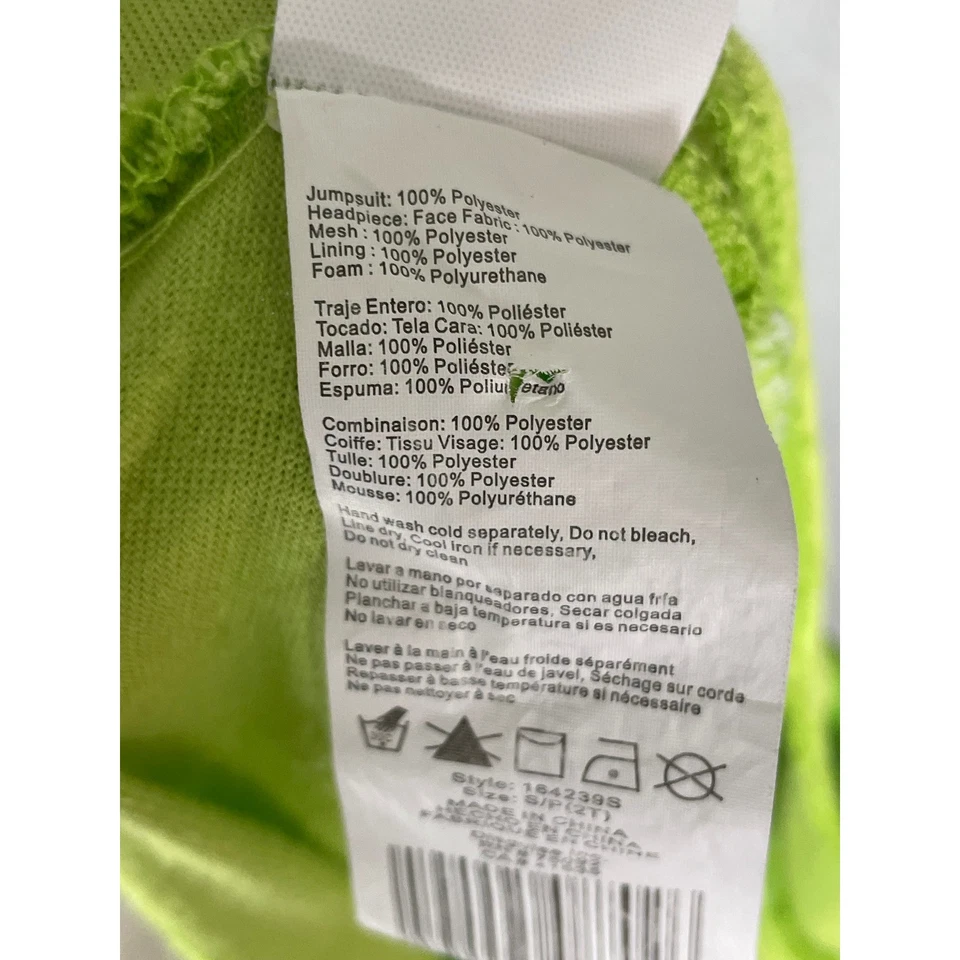 Jumpsuit: 100% Polyester
Headpiece: Face Fabric: 100% Polyester
Mesh: 100% Polyester
Lining: 100% Polyester
Foam: 100% Polyurethane
Traje Entero: 100% Poliéster
Tocado: Tela Cara: 100% Poliéster
Malla: 100% Poliéster
Forro: 100% Poliéster
Espuma: 100% Poliu etano
Combinaison: 100% Polyester
Coiffe: Tissu Visage: 100% Polyester
Tulle: 100% Polyester
Doublure: 100% Polyester
Mousse: 100% Polyuréthane
Hand wash cold separately, Do not bleach,
Line dry, Cool Iron if necessary,
Do not dry clean
Lavar a mano por separado con agua fría
No utilizar blanqueadores, Secar colgada
Planchar a baja temperatura si es necesario
No lavar en seco
Laver à la main à l'eau froide séparément
Ne pas passer à l'eau de javel, Séchage sur corde
Repasser à basse température si nécessaire
Ne pas nettoyer à sec
Style: 164239S
Size: S/P(2T)
MADE IN CHINA
HECHO EN CHINA
FABRIQUÉ EN CHINE